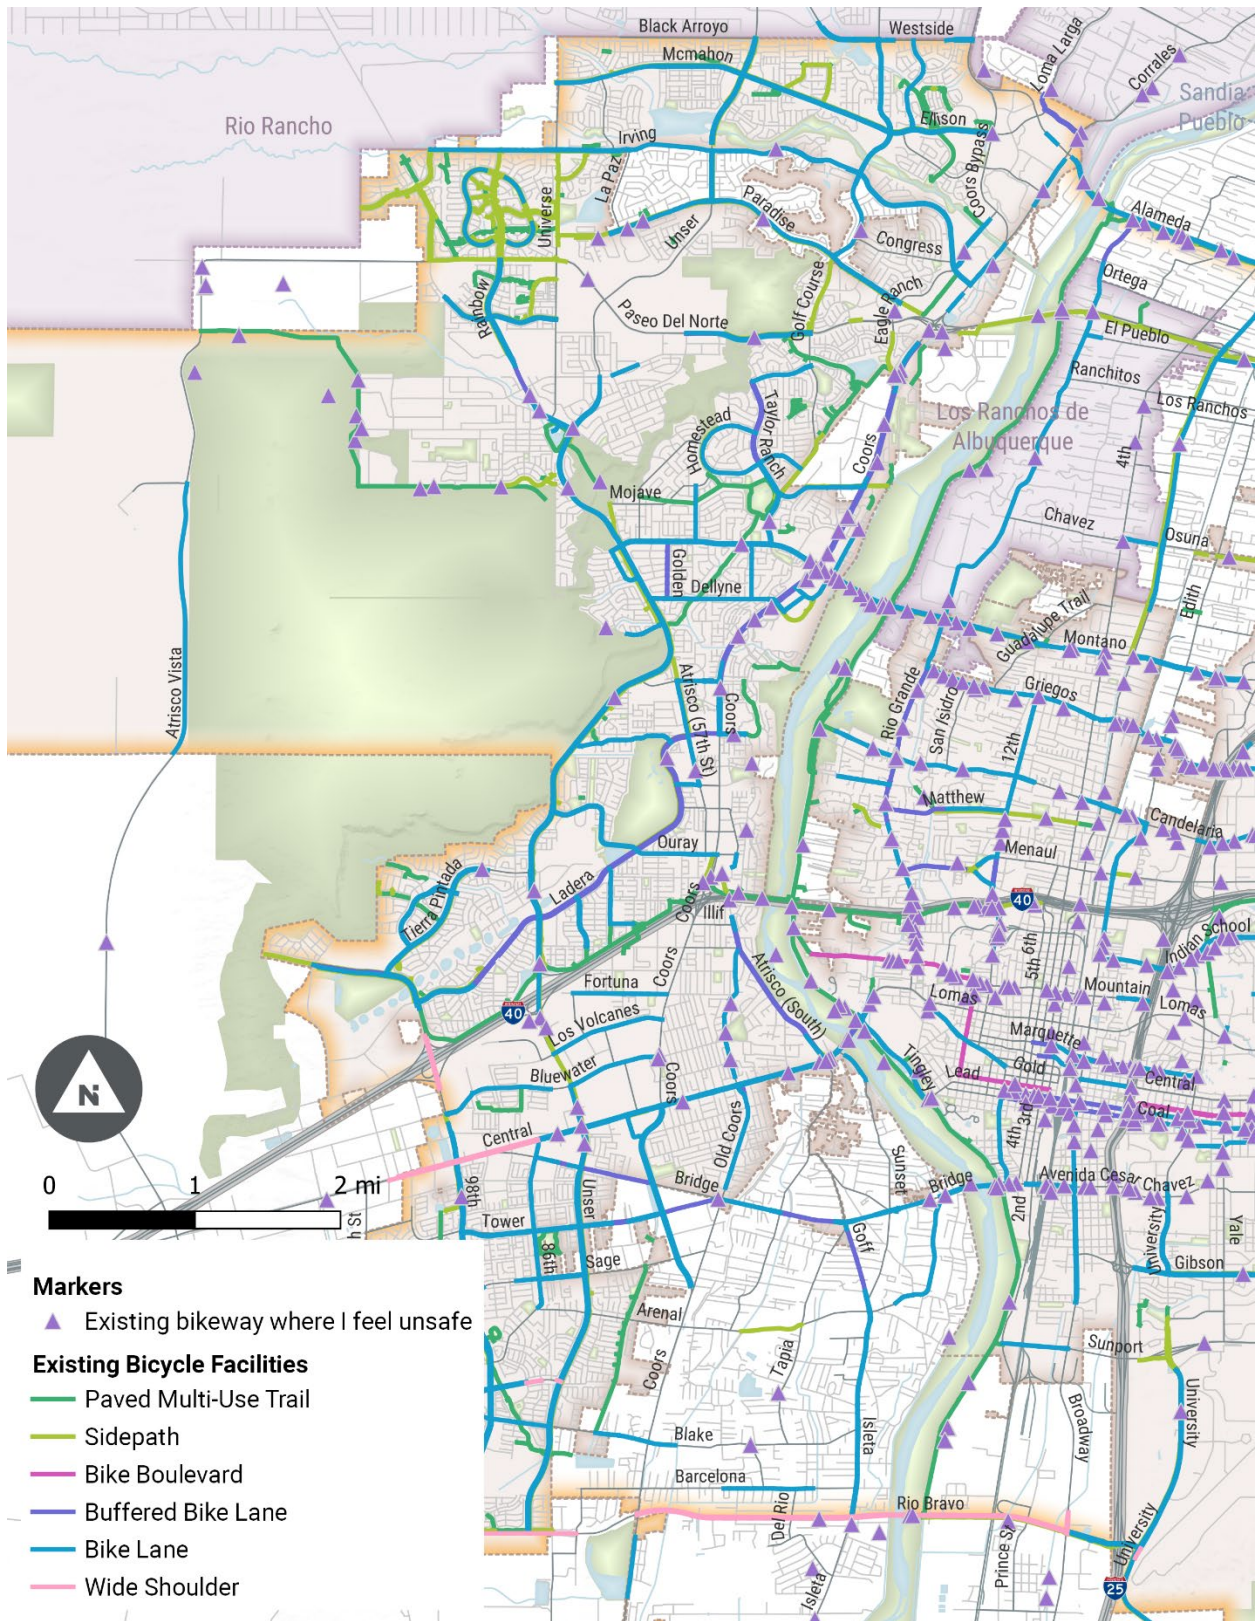 Black Arroyo
Westside
Mcmahon
Loma Larga
Corrales
Sandia
Pueblo
Rio Rancho
Irving
Ellison
La Paz
Universe
Coors Bypass
Paradise
Unser
Congress
Alameda
Ortega
Rainbow
Paseo Del Norte
Golf Course
Eagle Ranch
El Pueblo
Ranchitos
Los Ranchos
Los Ranchos de
Albuquerque
Homestead
Taylor Ranch
Coors
4th
Mojave
Chavez
Osuna
Golden
Dellyne
Edith
Guadalupe Trail
Montano
Atrisco Vista
Atrisco (57th St)
Coors
Rio Grande
San Isidro
Griegos
12th
Matthew
Candelaria
Menaul
Ouray
Ladera
Tierra Pintada
Coors
Illif
40
Indian School
6th
5th
Fortuna
Coors
Atrisco (South)
Lomas
Mountain
Lomas
40
Los Volcanes
Marquette
Tingley
Gold
Lead
Central
Bluewater
Coors
Coal
3rd
4th
Central
Old Coors
N
0 1 2 mi
98th
Bridge
Sunset
Bridge
Avenida Cesar Chavez
2nd
Unser
Tower
86th
Sage
Goff
University
Yale
Gibson
h St
Markers
Existing bikeway where I feel unsafe
Existing Bicycle Facilities
Paved Multi-Use Trail
Sidepath
Bike Boulevard
Buffered Bike Lane
Bike Lane
Wide Shoulder
Arenal
Coors
Tapia
Sunport
University
Broadway
Isleta
Blake
Barcelona
Del Rio
Rio Bravo
Prince St
University
Isleta
25